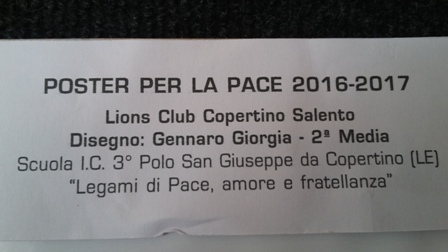 POSTER PER LA PACE 2016-2017
Lions Club Copertino Salento
Disegno: Gennaro Giorgia - 2ª Media
Scuola I.C. 3° Polo San Giuseppe da Copertino (LE)
"Legami di Pace, amore e fratellanza"